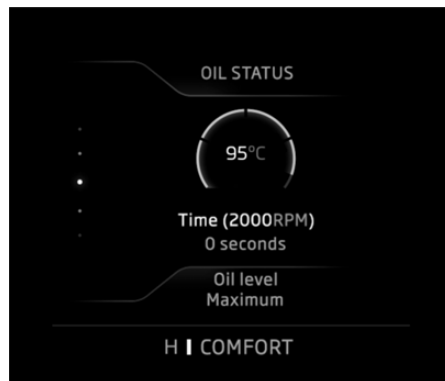 OIL STATUS
95°C
Time (2000RPM)
0 seconds
Oil level
Maximum
H COMFORT